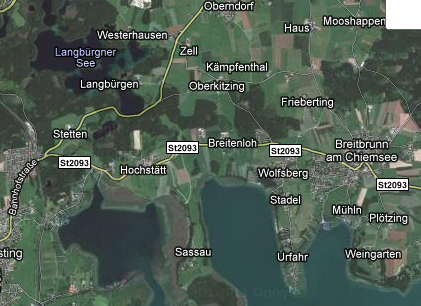 Oberndorf
Mooshappen
Haus
Westerhausen
Zell
Langbürgner
See
Kämpfenthal
Langbürgen
Oberkitzing
Frieberting
Stetten
St2093
St2093
Breitenloh
St2093
Breitbrunn
am Chiemsee
Bahnhofstraße
Hochstätt
Wolfsberg
St2093
Stadel
Mühln
Plötzing
Sassau
Urfahr
Weingarten
sting